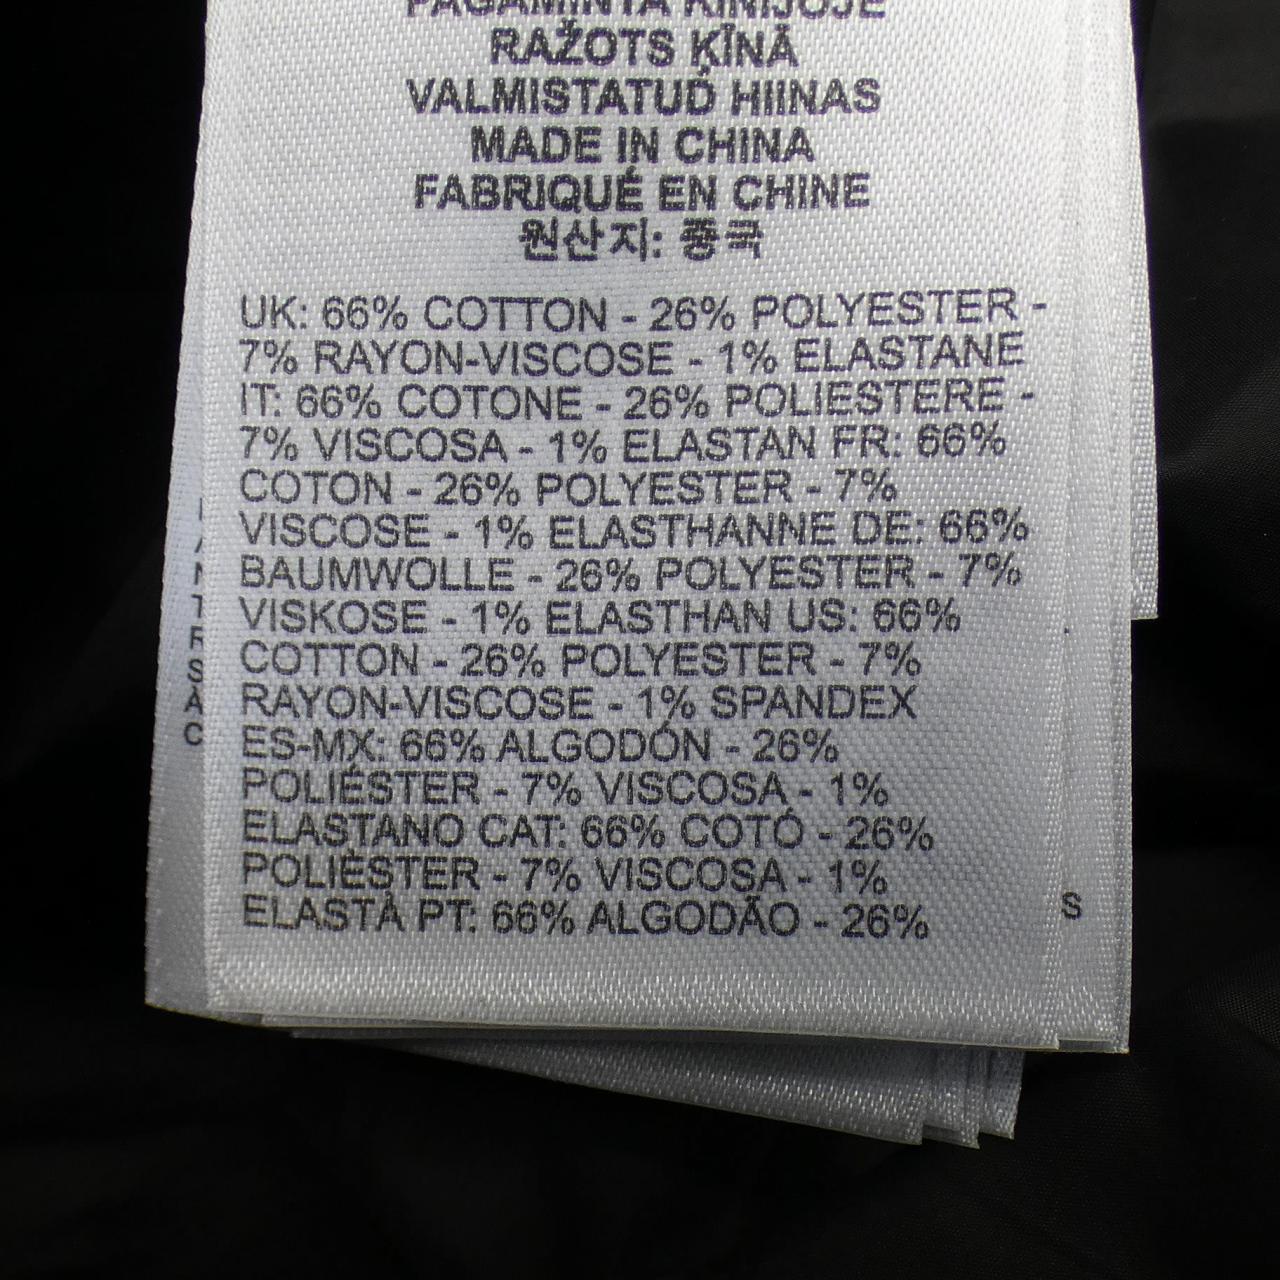 PAGAMINTA KINIJOJE
RAŽOTS ĶĪNĀ
VALMISTATUD HIINAS
MADE IN CHINA
FABRIQUÉ EN CHINE
원산지: 중국
UK: 66% COTTON - 26% POLYESTER -
7% RAYON-VISCOSE - 1% ELASTANE
IT: 66% COTONE - 26% POLIESTERE -
7% VISCOSA - 1% ELASTAN FR: 66%
COTON - 26% POLYESTER - 7%
VISCOSE - 1% ELASTHANNE DE: 66%
BAUMWOLLE - 26% POLYESTER - 7%
VISKOSE - 1% ELASTHAN US: 66%
COTTON - 26% POLYESTER - 7%
RAYON-VISCOSE - 1% SPANDEX
ES-MX: 66% ALGODÓN - 26%
POLIÉSTER - 7% VISCOSA - 1%
ELASTANO CAT: 66% COTÓ - 26%
POLIÈSTER - 7% VISCOSA - 1%
ELASTÀ PT: 66% ALGODÃO - 26%
S